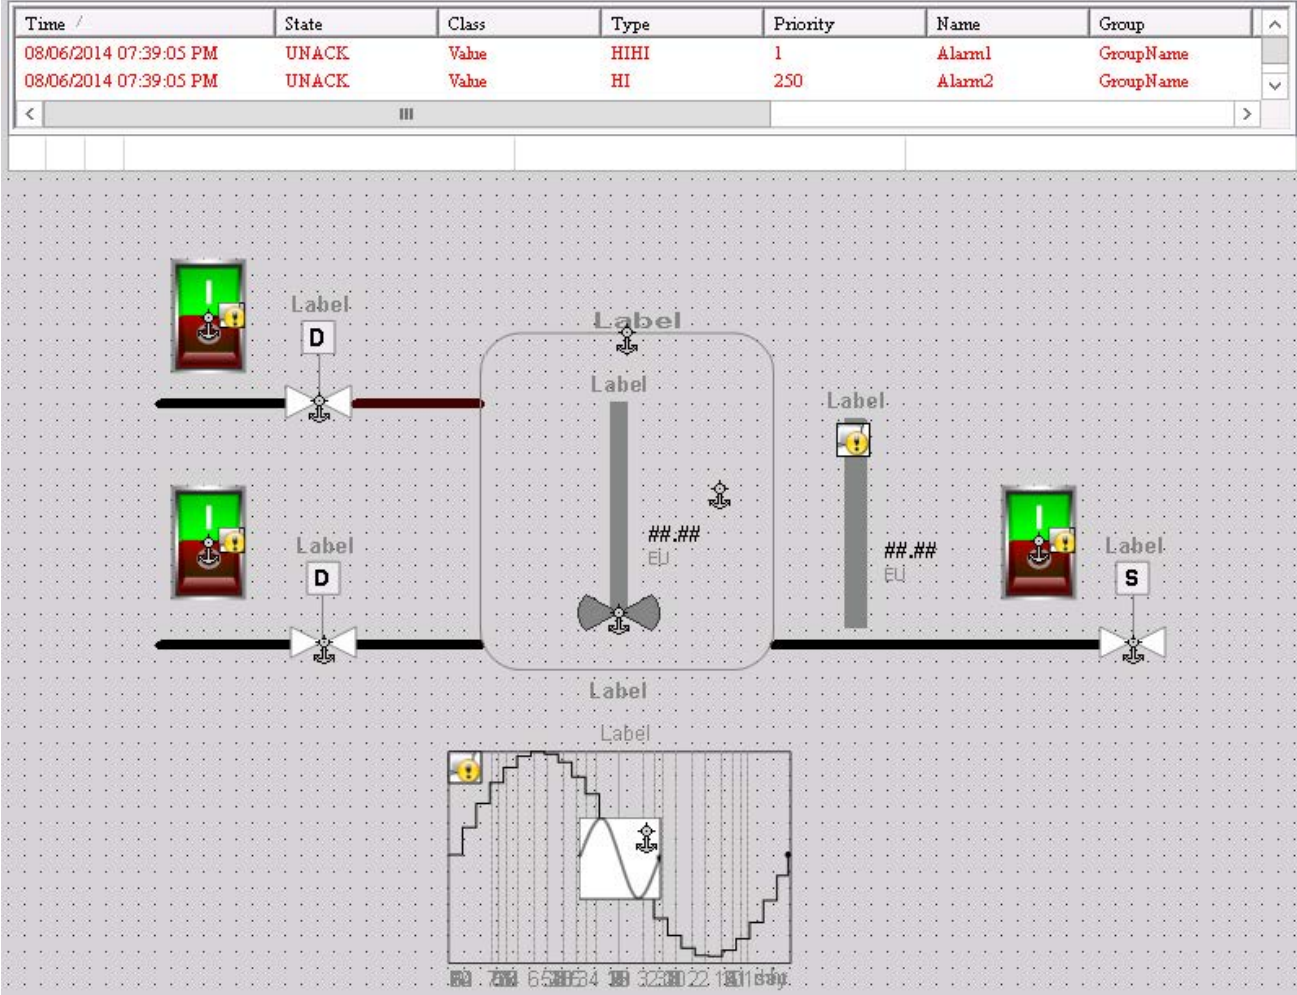 Time / State Class Type Priority Name Group
08/06/2014 07:39:05 PM UNACK Value HIHI 1 Alarm1 GroupName
08/06/2014 07:39:05 PM UNACK Value HI 250 Alarm2 GroupName
Label
D
Label
Label
Label
##.##
EU
Label
##.##
EU
Label
D
Label
S
Label
Label